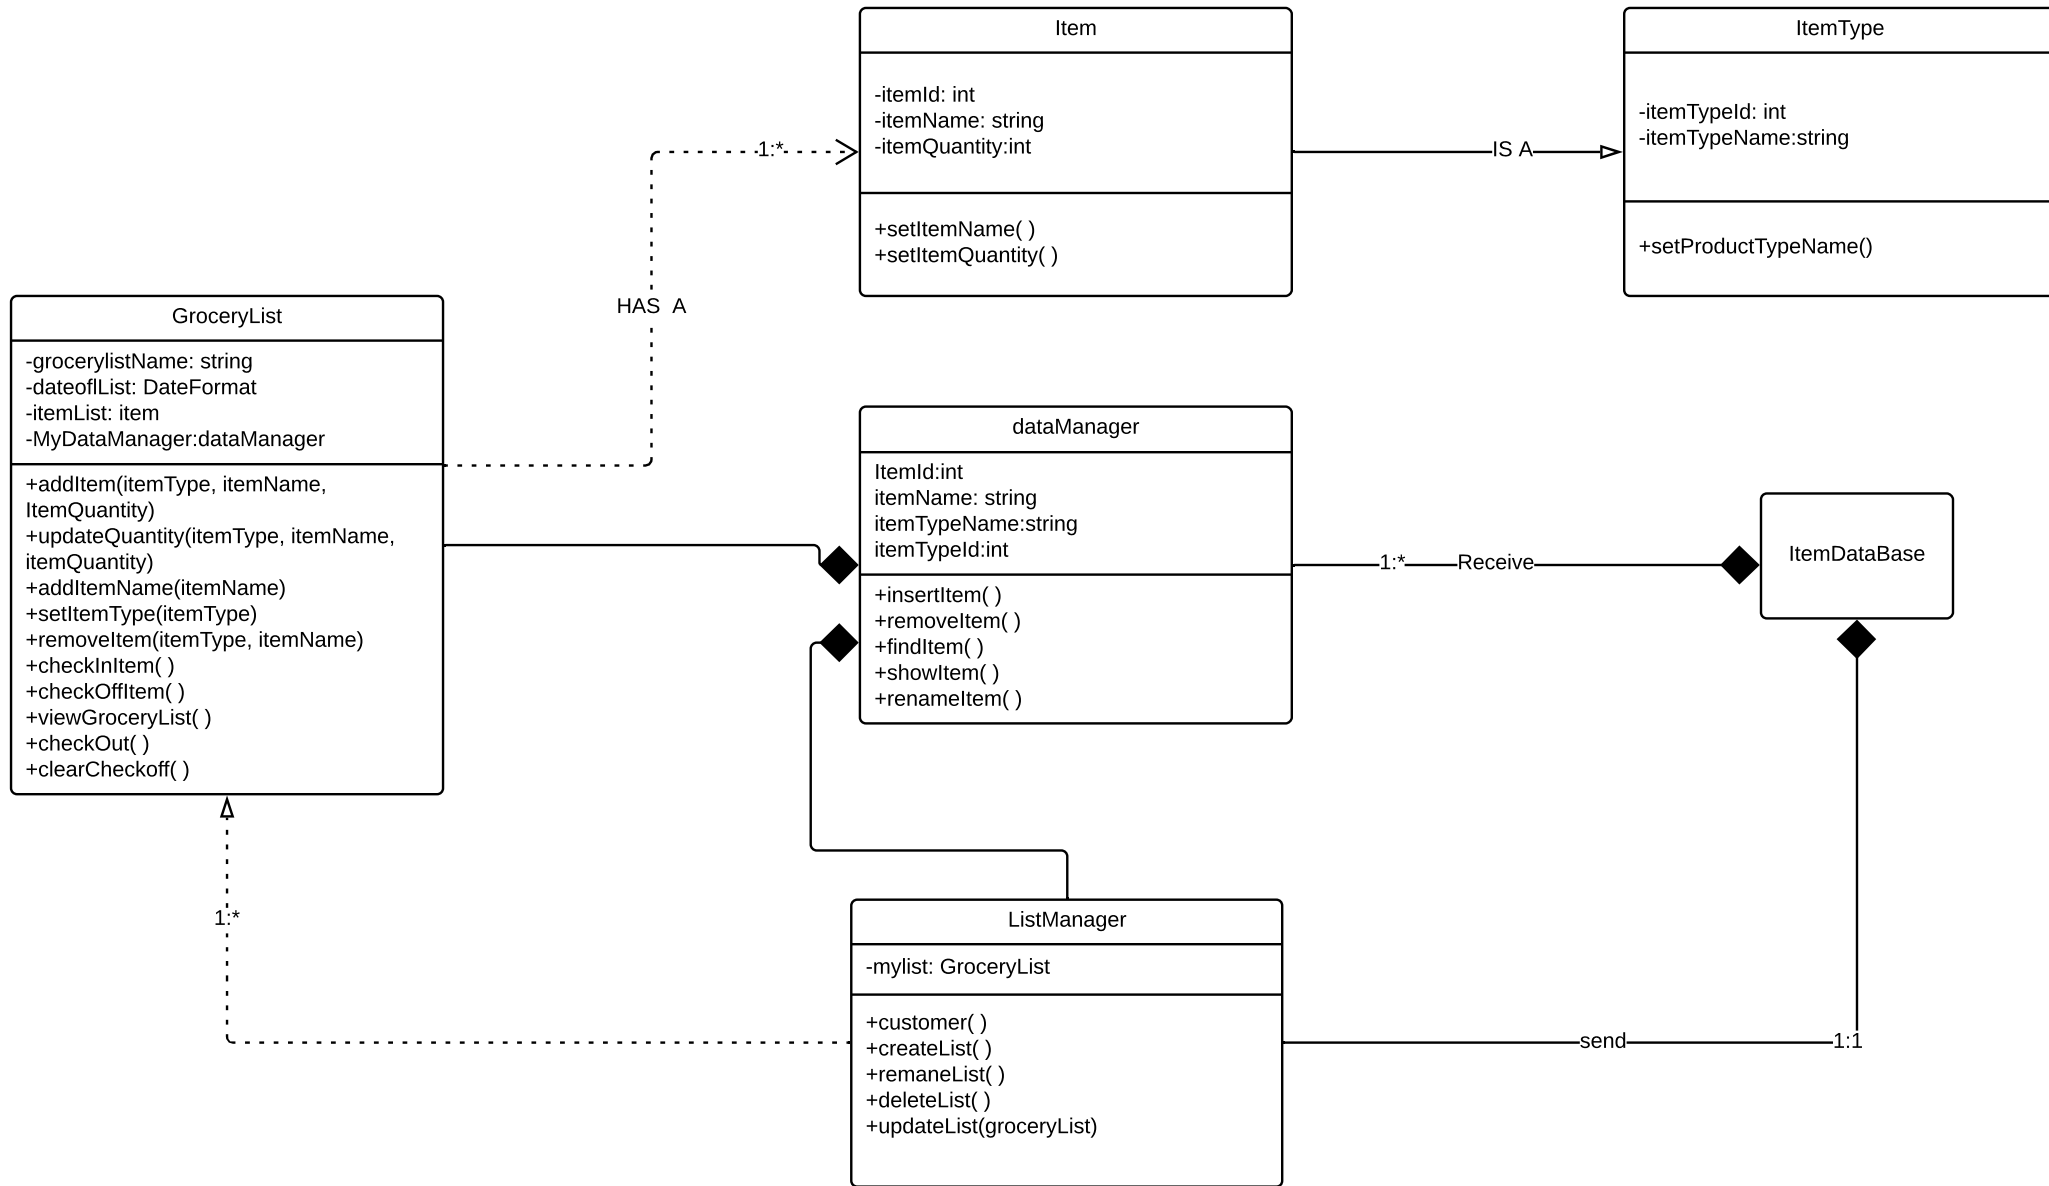 Item
-itemId: int
-itemName: string
-itemQuantity:int
+setItemName( )
+setItemQuantity( )
ItemType
-itemTypeId: int
-itemTypeName:string
+setProductTypeName()
1:*
IS A
HAS A
GroceryList
-grocerylistName: string
-dateoflList: DateFormat
-itemList: item
-MyDataManager:dataManager
+addItem(itemType, itemName,
ItemQuantity)
+updateQuantity(itemType, itemName,
itemQuantity)
+addItemName(itemName)
+setItemType(itemType)
+removeItem(itemType, itemName)
+checkInItem( )
+checkOffItem( )
+viewGroceryList( )
+checkOut( )
+clearCheckoff( )
dataManager
ItemId:int
itemName: string
itemTypeName:string
itemTypeId:int
+insertItem( )
+removeItem( )
+findItem( )
+showItem( )
+renameItem( )
1:*
Receive
ItemDataBase
1:*
ListManager
-mylist: GroceryList
+customer( )
+createList( )
+remaneList( )
+deleteList( )
+updateList(groceryList)
send
1:1